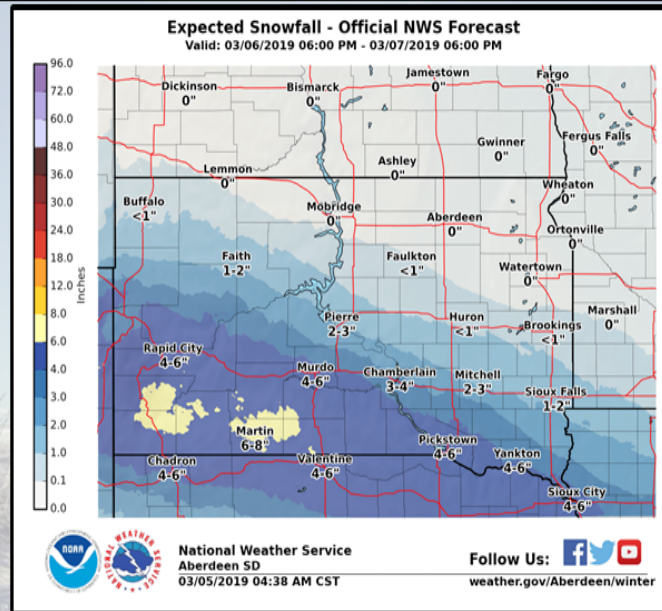 Expected Snowfall - Official NWS Forecast
Valid: 03/06/2019 06:00 PM - 03/07/2019 06:00 PM
96.0
72.0
60.0
48.0
36.0
30.0
24.0
18.0
12.0
8.0
6.0
4.0
3.0
2.0
1.0
0.1
0.0
Inches
Dickinson
0"
Bismarck
0"
Jamestown
0"
Fargo
0"
Gwinner
0"
Fergus Falls
0"
Lemmon
0"
Ashley
0"
Wheaton
0"
Buffalo
<1"
Mobridge
0"
Aberdeen
0"
Ortonville
0"
Faith
1-2"
Faulkton
<1"
Watertown
0"
Pierre
2-3"
Huron
<1"
Brookings
<1"
Marshall
0"
Rapid City
4-6"
Murdo
4-6"
Chamberlain
3-4"
Mitchell
2-3"
Sioux Falls
1-2"
Martin
6-8"
Pickstown
4-6"
Yankton
4-6"
Chadron
4-6"
Valentine
4-6"
Sioux City
4-6"
NOAA
NATIONAL WEATHER SERVICE
National Weather Service
Aberdeen SD
03/05/2019 04:38 AM CST
Follow Us:
weather.gov/Aberdeen/winter